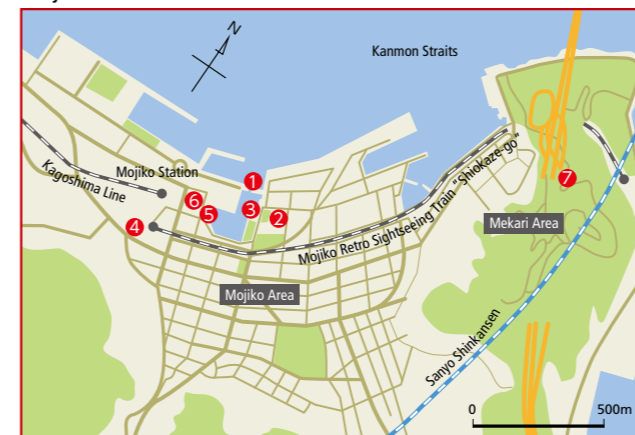 N
Kanmon Straits
Mojiko Station
Kagoshima Line
1
6
3
5
2
4
7
Mojiko Retro Sightseeing Train "Shiokaze-go"
Mekari Area
Mojiko Area
Sanyo Shinkansen
0 500m